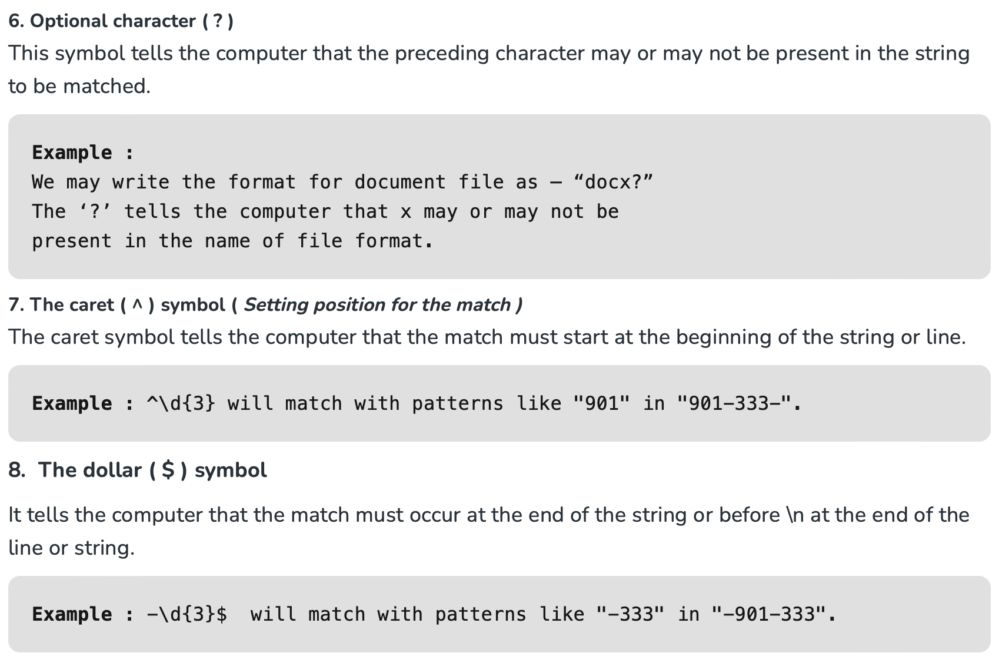 6. Optional character ( ? )
This symbol tells the computer that the preceding character may or may not be present in the string
to be matched.
Example :
We may write the format for document file as – “docx?”
The ‘?’ tells the computer that x may or may not be
present in the name of file format.
7. The caret ( ^ ) symbol ( Setting position for the match )
The caret symbol tells the computer that the match must start at the beginning of the string or line.
Example : ^\d{3} will match with patterns like "901" in "901-333-".
8.  The dollar ( $ ) symbol
It tells the computer that the match must occur at the end of the string or before \n at the end of the
line or string.
Example : -\d{3}$  will match with patterns like "-333" in "-901-333".